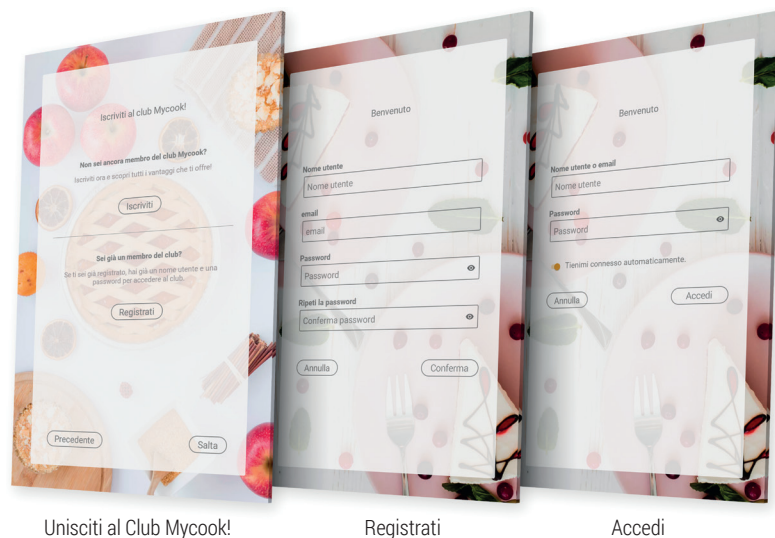 Iscriviti al club Mycook!
Non sei ancora membro del club Mycook?
Iscriviti ora e scopri tutti i vantaggi che ti offre!
Iscriviti
Sei già un membro del club?
Se ti sei già registrato, hai già un nome utente e una
password per accedere al club.
Registrati
Precedente
Salta
Benvenuto
Nome utente
Nome utente
email
email
Password
Password
Ripeti la password
Conferma password
Annulla
Conferma
Benvenuto
Nome utente o email
Nome utente
Password
Password
Tienimi connesso automaticamente.
Annulla
Accedi
Unisciti al Club Mycook!
Registrati
Accedi